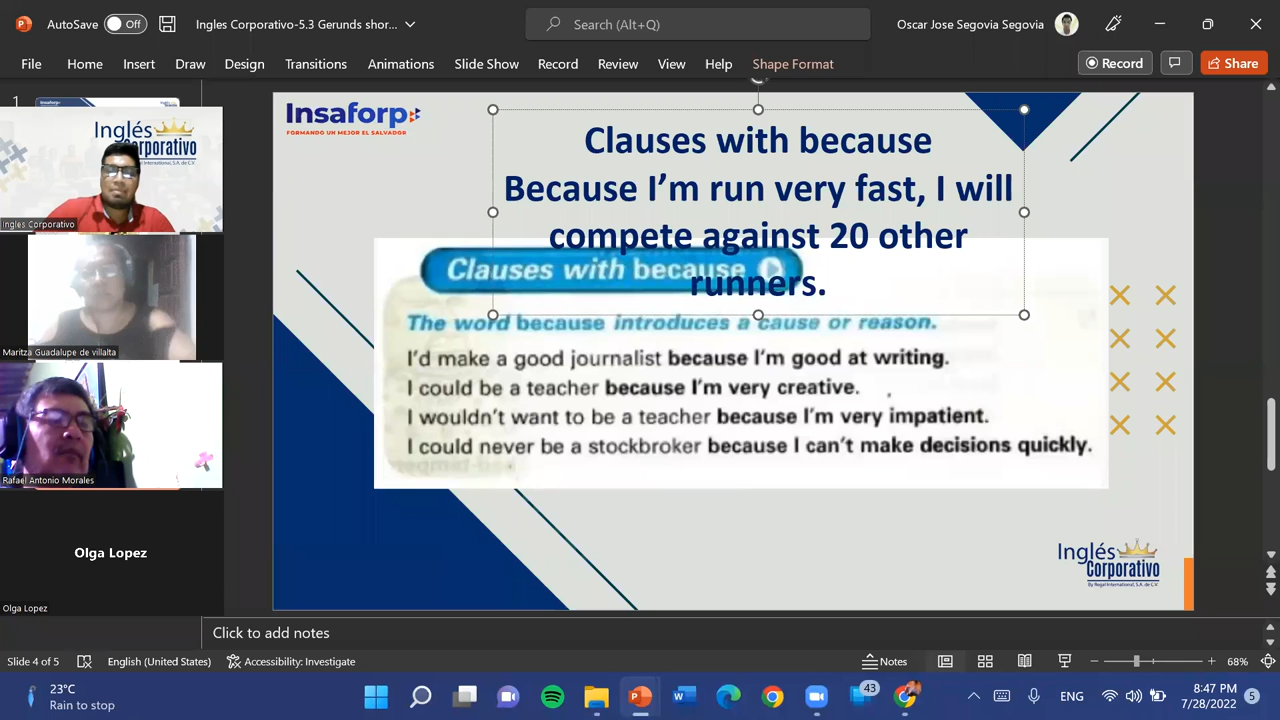 AutoSave Off
Ingles Corporativo-5.3 Gerunds shor...
Search (Alt+Q)
Oscar Jose Segovia Segovia
File Home Insert Draw Design Transitions Animations Slide Show Record Review View Help Shape Format
Record
Share
1
Insaforp
FORMANDO UN MEJOR EL SALVADOR
Inglés
Corporativo
Ingles Corporativo
Maritza Guadalupe de villalta
Rafael Antonio Morales
Olga Lopez
Olga Lopez
Clauses with because
Because I'm run very fast, I will
compete against 20 other
runners.
Clauses with because
The word because introduces a cause or reason.
I'd make a good journalist because I'm good at writing.
I could be a teacher because I'm very creative.
I wouldn't want to be a teacher because I'm very impatient.
I could never be a stockbroker because I can't make decisions quickly.
Inglés
Corporativo
By Regal International, S.A. de C.V.
Click to add notes
Slide 4 of 5 English (United States) Accessibility: Investigate Notes 68%
23°C
Rain to stop
43
ENG
8:47 PM
7/28/2022
5